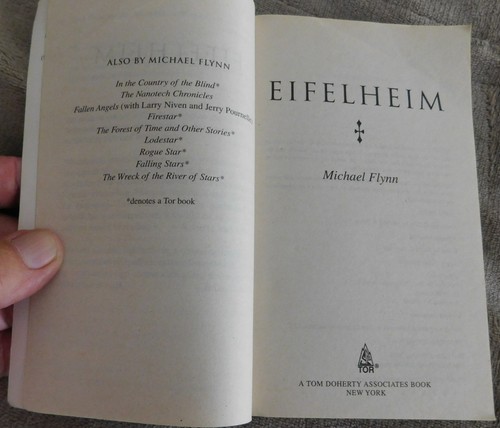 ALSO BY MICHAEL FLYNN
In the Country of the Blind*
The Nanotech Chronicles
Fallen Angels (with Larry Niven and Jerry Pournelle)
Firestar*
The Forest of Time and Other Stories*
Lodestar*
Rogue Star*
Falling Stars*
The Wreck of the River of Stars*
*denotes a Tor book
EIFELHEIM
Michael Flynn
TOR®
A TOM DOHERTY ASSOCIATES BOOK
NEW YORK